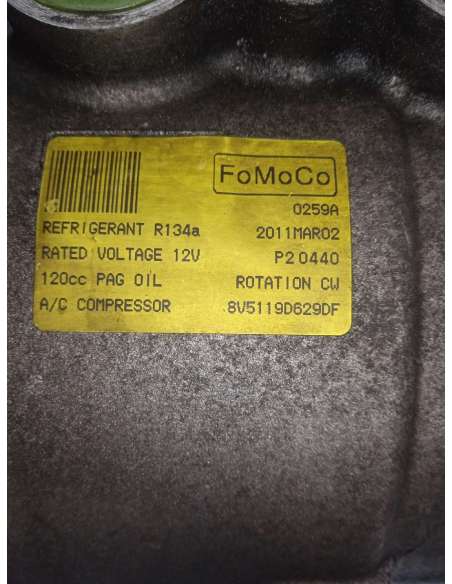 FoMoCo
0259A
REFRIGERANT R134a 2011MAR02
RATED VOLTAGE 12V P20440
120cc PAG OIL ROTATION CW
A/C COMPRESSOR 8V5119D629DF